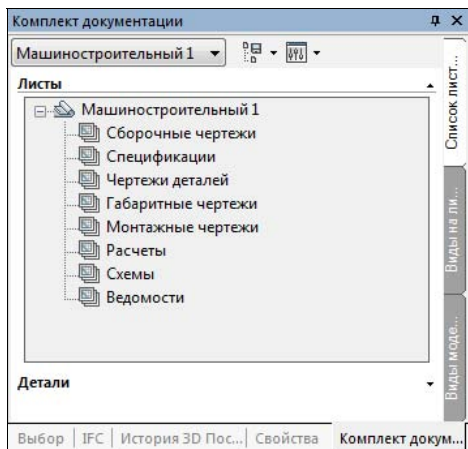 Комплект документации
Машиностроительный 1
Листы
Машиностроительный 1
Сборочные чертежи
Спецификации
Чертежи деталей
Габаритные чертежи
Монтажные чертежи
Расчеты
Схемы
Ведомости
Детали
Список лист...
Виды на ли...
Виды моде...
Выбор IFC История 3D Пос... Свойства Комплект докум...